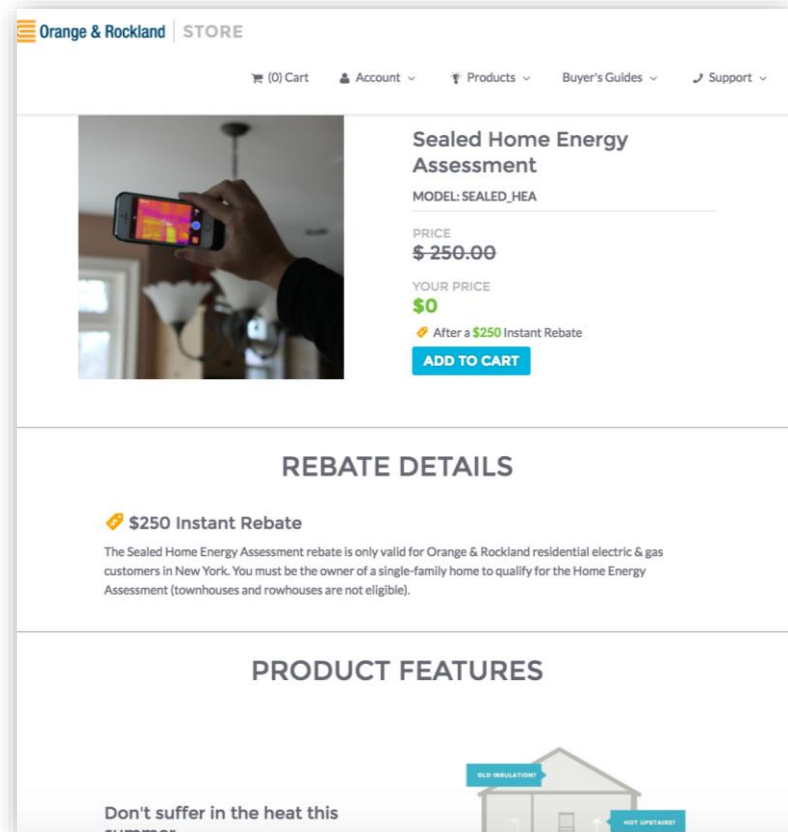 Orange & Rockland STORE
(0) Cart Account Products Buyer's Guides Support
Sealed Home Energy
Assessment
MODEL: SEALED_HEA
PRICE
$ 250.00
YOUR PRICE
$0
After a $250 Instant Rebate
ADD TO CART
REBATE DETAILS
$250 Instant Rebate
The Sealed Home Energy Assessment rebate is only valid for Orange & Rockland residential electric & gas
customers in New York. You must be the owner of a single-family home to qualify for the Home Energy
Assessment (townhouses and rowhouses are not eligible).
PRODUCT FEATURES
OLD INSULATION?
HOT UPSTAIRS?
Don't suffer in the heat this
summer